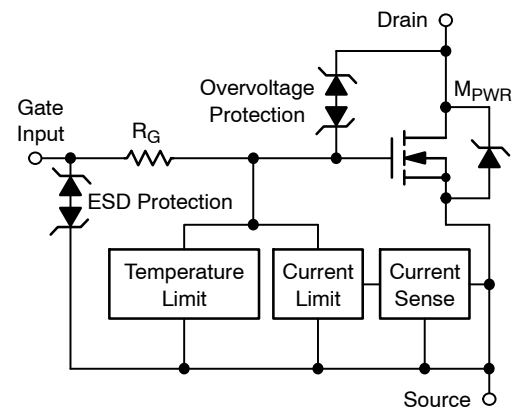 Drain
Overvoltage
Protection
MPWR
Gate
Input
RG
ESD Protection
Temperature
Limit
Current
Limit
Current
Sense
Source